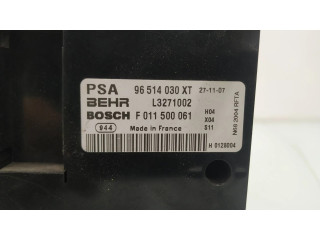 PSA 96 514 030 XT 27-11-07
BEHR L3271002
BOSCH F 011 500 061 H04
X04
944 Made in France 011
H 0128004